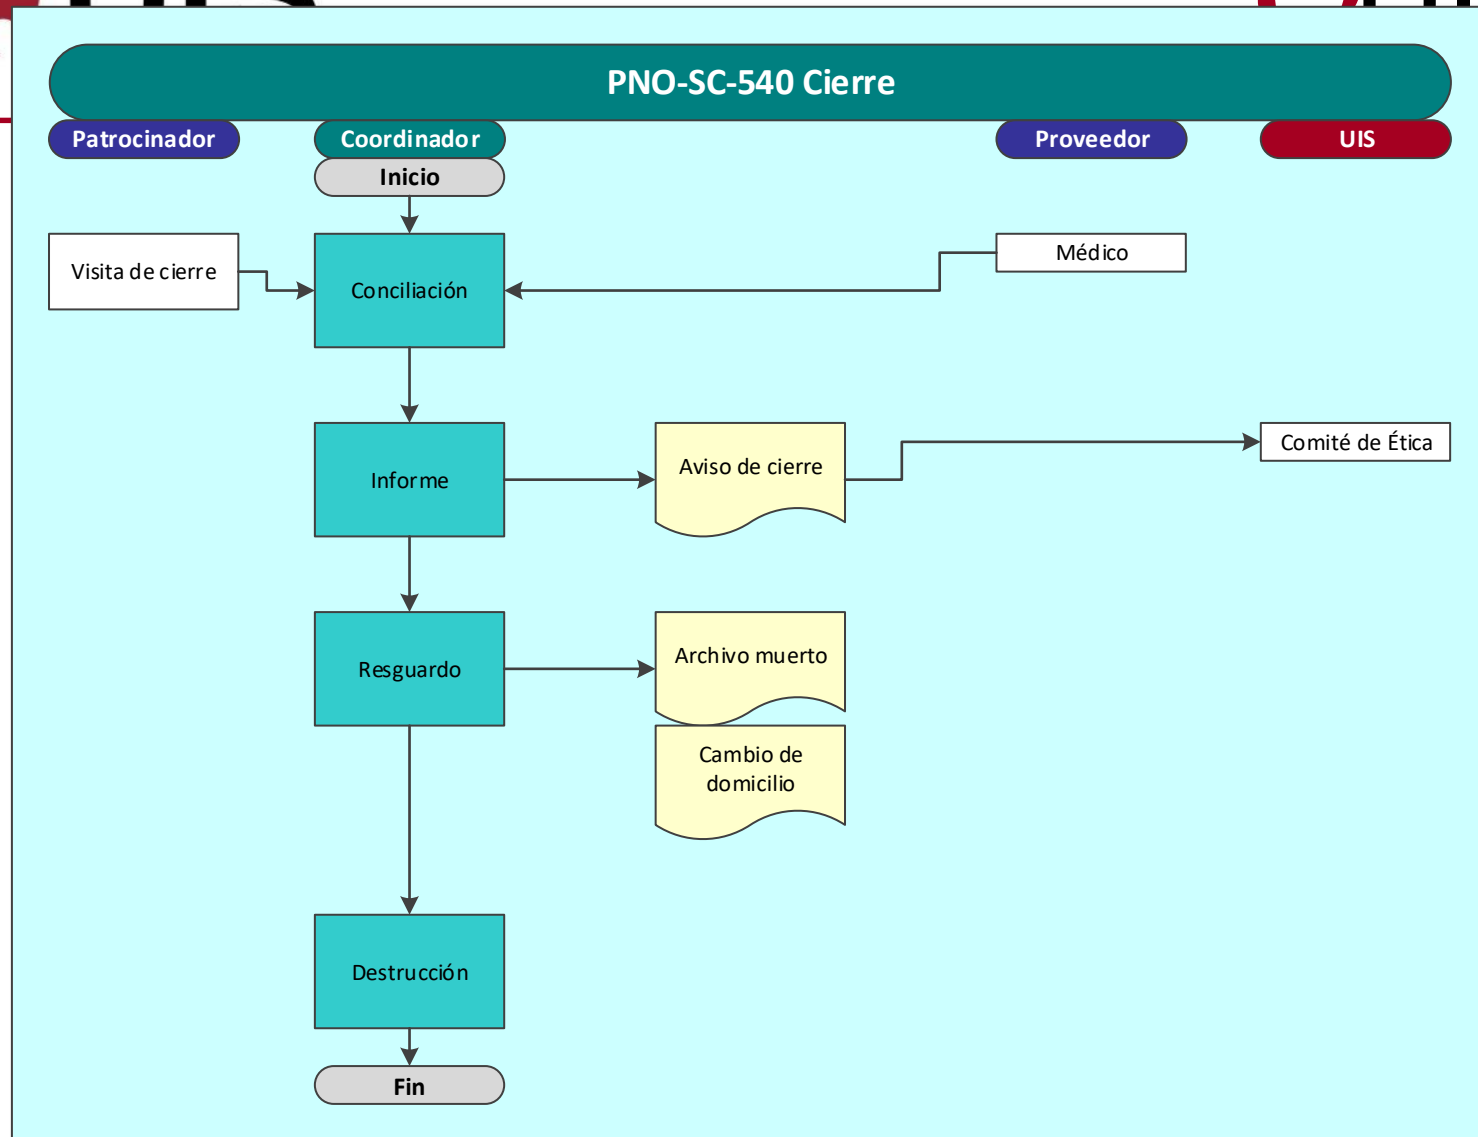 PNO-SC-540 Cierre
Patrocinador
Coordinador
Proveedor
UIS
Inicio
Visita de cierre
Conciliación
Médico
Informe
Aviso de cierre
Comité de Ética
Resguardo
Archivo muerto
Cambio de
domicilio
Destrucción
Fin